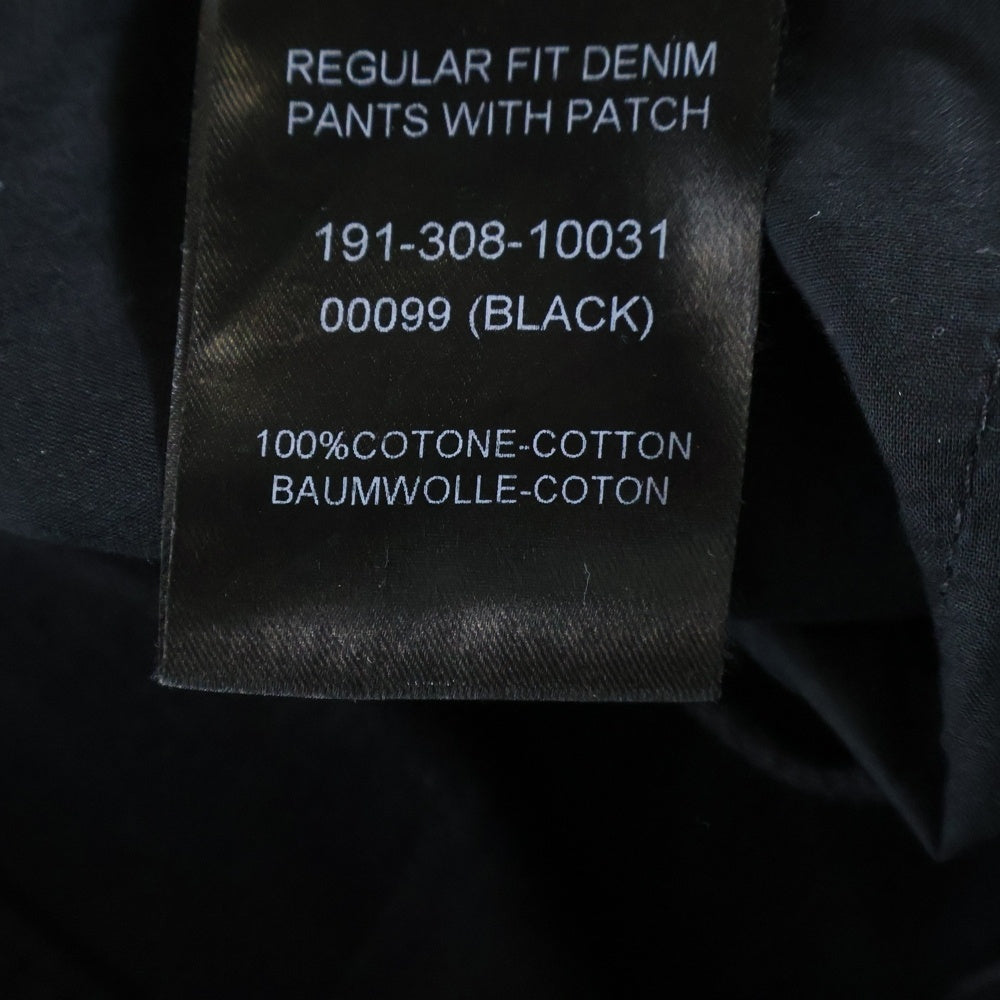 REGULAR FIT DENIM
PANTS WITH PATCH
191-308-10031
00099 (BLACK)
100%COTONE-COTTON
BAUMWOLLE-COTON